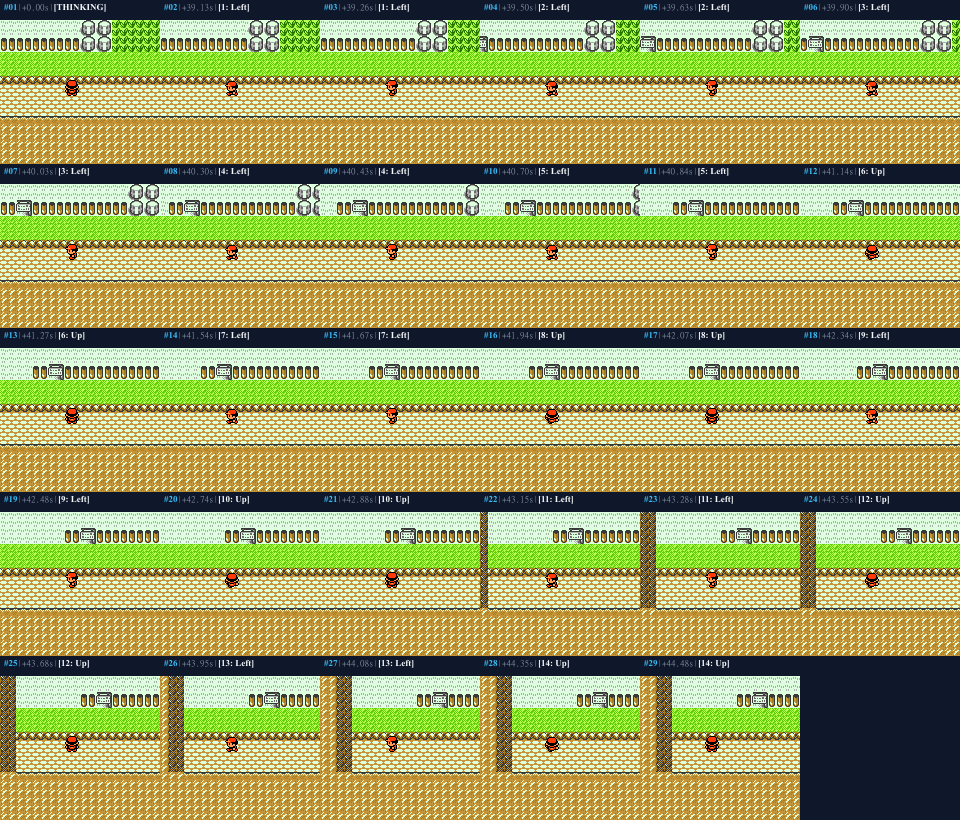 #01|+0.00s|[THINKING] #02|+39.13s|[1: Left] #03|+39.26s|[1: Left] #04|+39.50s|[2: Left] #05|+39.63s|[2: Left] #06|+39.90s|[3: Left]
#07|+40.03s|[3: Left] #08|+40.30s|[4: Left] #09|+40.43s|[4: Left] #10|+40.70s|[5: Left] #11|+40.84s|[5: Left] #12|+41.14s|[6: Up]
#13|+41.27s|[6: Up] #14|+41.54s|[7: Left] #15|+41.67s|[7: Left] #16|+41.94s|[8: Up] #17|+42.07s|[8: Up] #18|+42.34s|[9: Left]
#19|+42.48s|[9: Left] #20|+42.74s|[10: Up] #21|+42.88s|[10: Up] #22|+43.15s|[11: Left] #23|+43.28s|[11: Left] #24|+43.55s|[12: Up]
#25|+43.68s|[12: Up] #26|+43.95s|[13: Left] #27|+44.08s|[13: Left] #28|+44.35s|[14: Up] #29|+44.48s|[14: Up]